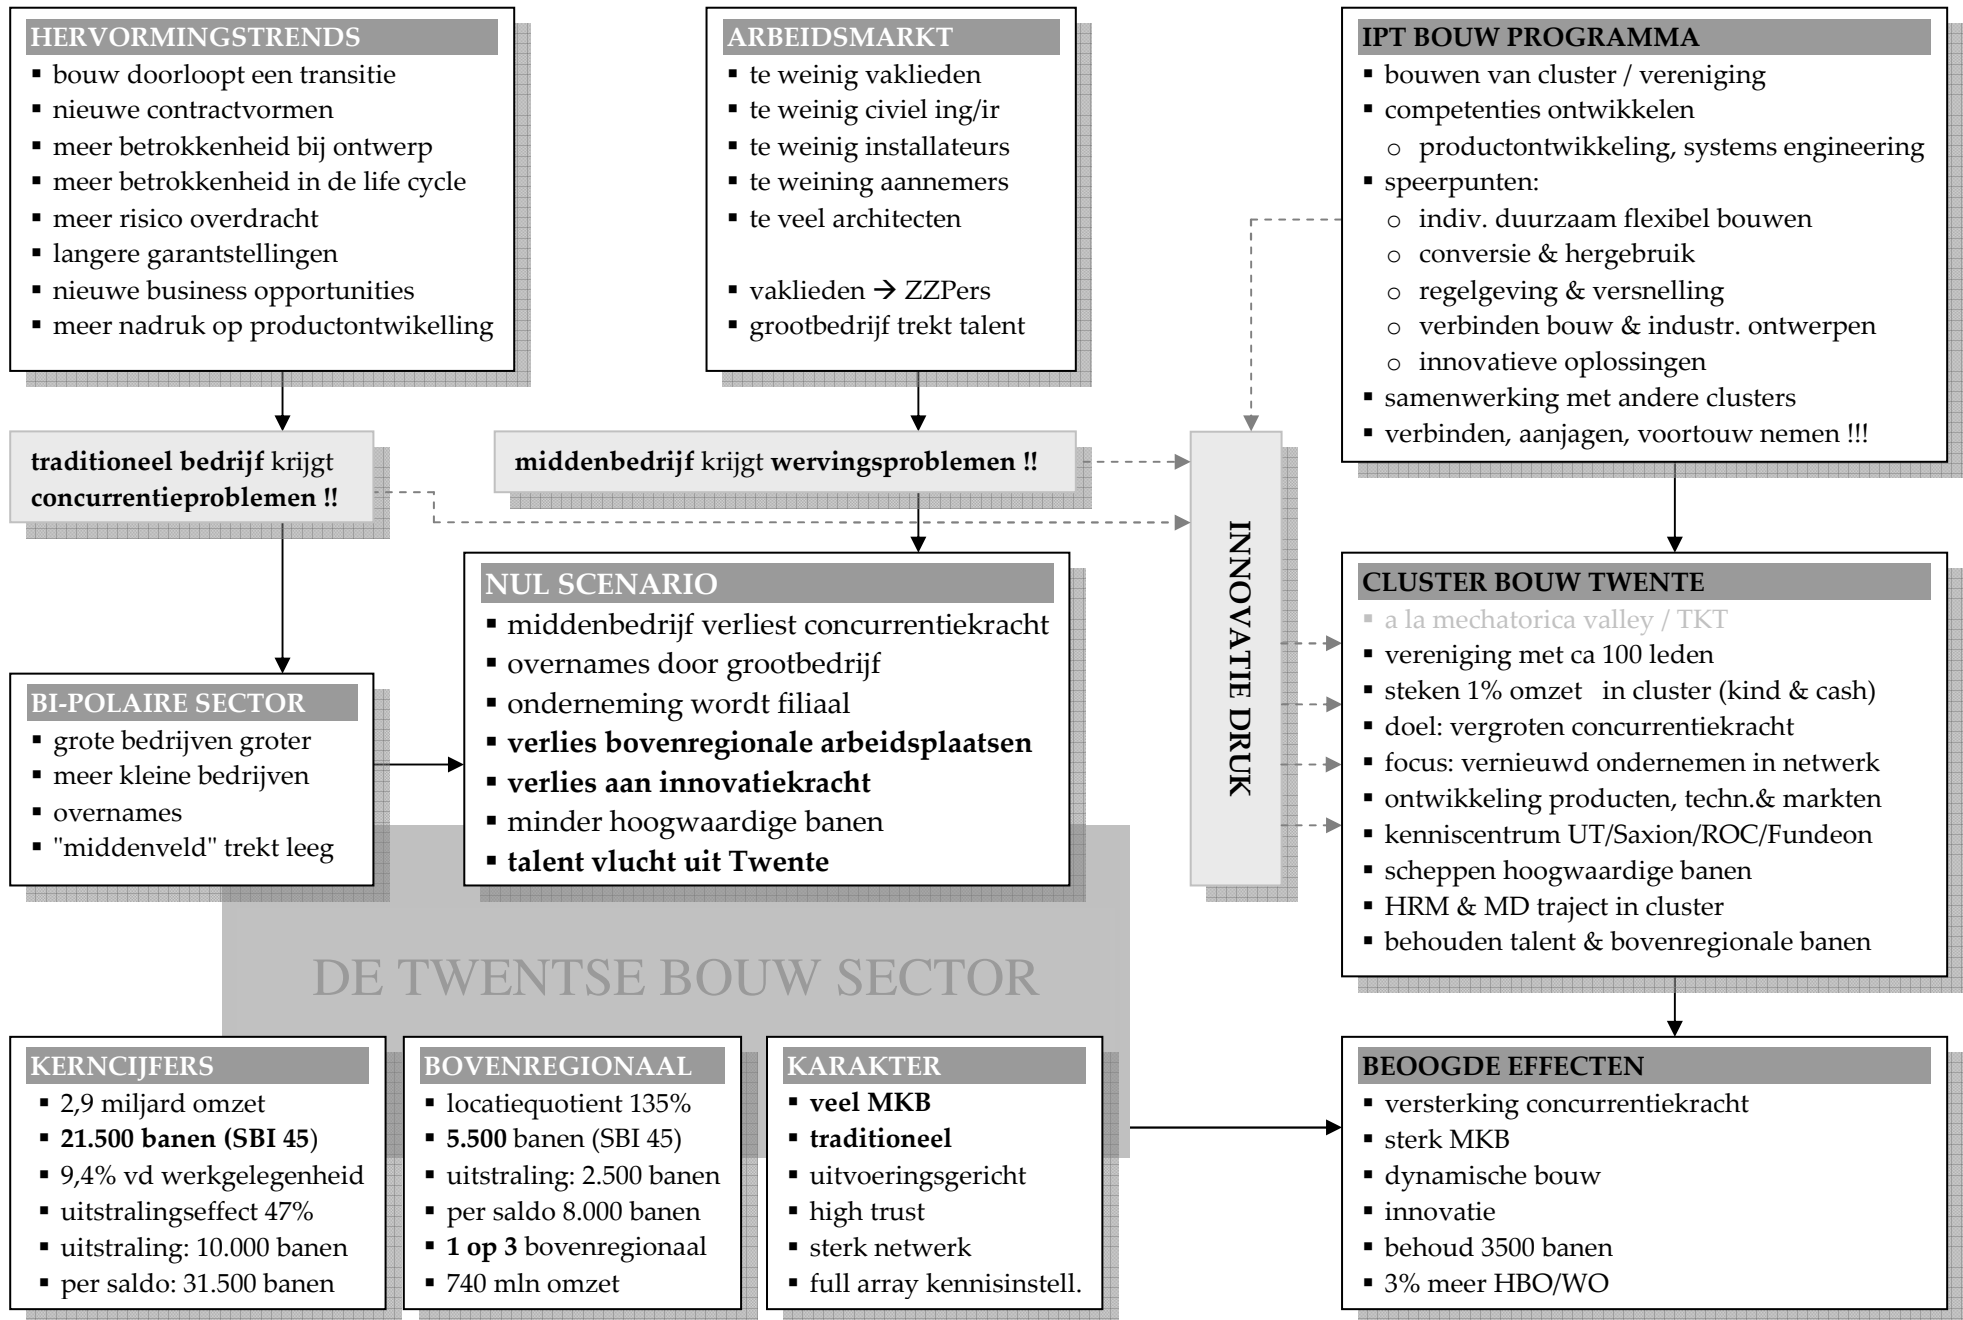 HERVORMINGSTRENDS
▪ bouw doorloopt een transitie
▪ nieuwe contractvormen
▪ meer betrokkenheid bij ontwerp
▪ meer betrokkenheid in de life cycle
▪ meer risico overdracht
▪ langere garantstellingen
▪ nieuwe business opportunities
▪ meer nadruk op productontwikelling
ARBEIDSMARKT
▪ te weinig vaklieden
▪ te weinig civiel ing/ir
▪ te weinig installateurs
▪ te weining aannemers
▪ te veel architecten
▪ vaklieden → ZZPers
▪ grootbedrijf trekt talent
IPT BOUW PROGRAMMA
▪ bouwen van cluster / vereniging
▪ competenties ontwikkelen
o productontwikkeling, systems engineering
▪ speerpunten:
o indiv. duurzaam flexibel bouwen
o conversie & hergebruik
o regelgeving & versnelling
o verbinden bouw & industr. ontwerpen
o innovatieve oplossingen
▪ samenwerking met andere clusters
▪ verbinden, aanjagen, voortouw nemen !!!
traditioneel bedrijf krijgt
concurrentieproblemen !!
middenbedrijf krijgt wervingsproblemen !!
INNOVATIE DRUK
NUL SCENARIO
▪ middenbedrijf verliest concurrentiekracht
▪ overnames door grootbedrijf
▪ onderneming wordt filiaal
▪ verlies bovenregionale arbeidsplaatsen
▪ verlies aan innovatiekracht
▪ minder hoogwaardige banen
▪ talent vlucht uit Twente
BI-POLAIRE SECTOR
▪ grote bedrijven groter
▪ meer kleine bedrijven
▪ overnames
▪ "middenveld" trekt leeg
CLUSTER BOUW TWENTE
▪ a la mechatorica valley / TKT
▪ vereniging met ca 100 leden
▪ steken 1% omzet in cluster (kind & cash)
▪ doel: vergroten concurrentiekracht
▪ focus: vernieuwd ondernemen in netwerk
▪ ontwikkeling producten, techn.& markten
▪ kenniscentrum UT/Saxion/ROC/Fundeon
▪ scheppen hoogwaardige banen
▪ HRM & MD traject in cluster
▪ behouden talent & bovenregionale banen
DE TWENTSE BOUW SECTOR
KERNCIJFERS
▪ 2,9 miljard omzet
▪ 21.500 banen (SBI 45)
▪ 9,4% vd werkgelegenheid
▪ uitstralingseffect 47%
▪ uitstraling: 10.000 banen
▪ per saldo: 31.500 banen
BOVENREGIONAAL
▪ locatiequotient 135%
▪ 5.500 banen (SBI 45)
▪ uitstraling: 2.500 banen
▪ per saldo 8.000 banen
▪ 1 op 3 bovenregionaal
▪ 740 mln omzet
KARAKTER
▪ veel MKB
▪ traditioneel
▪ uitvoeringsgericht
▪ high trust
▪ sterk netwerk
▪ full array kennisinstell.
BEOOGDE EFFECTEN
▪ versterking concurrentiekracht
▪ sterk MKB
▪ dynamische bouw
▪ innovatie
▪ behoud 3500 banen
▪ 3% meer HBO/WO